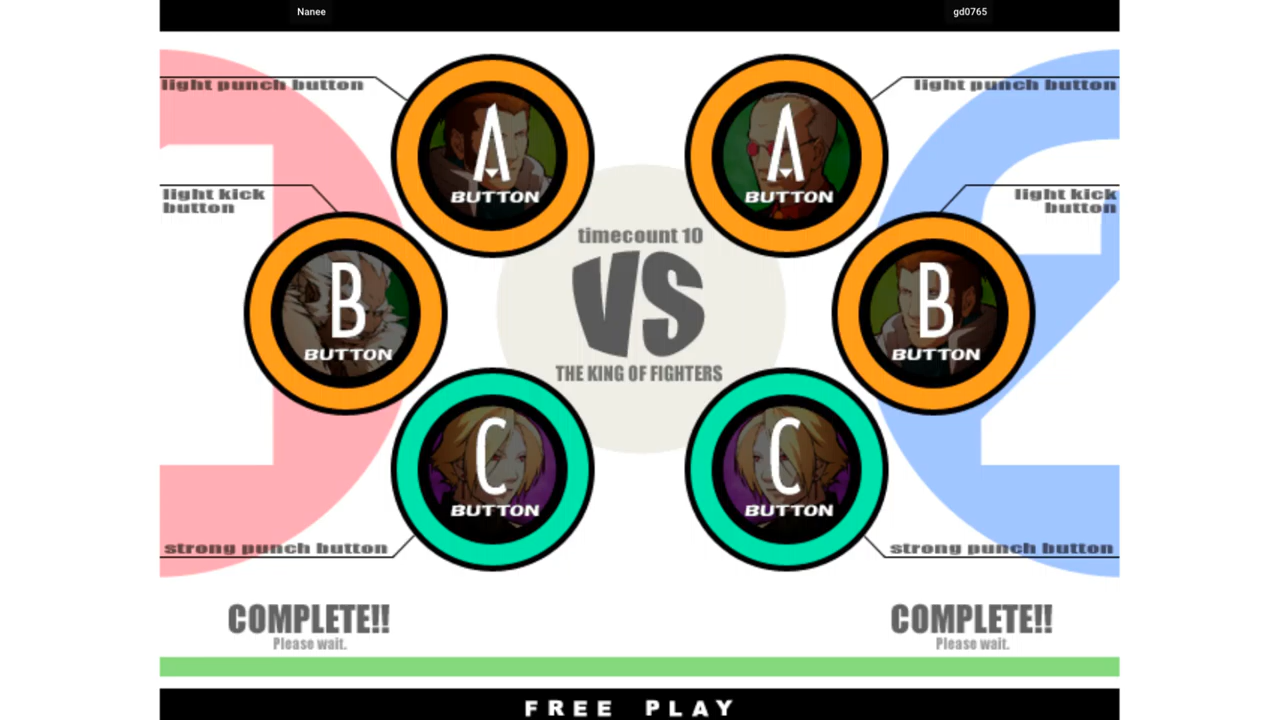 Nanee
gd0765
light punch button
light punch button
A
BUTTON
A
BUTTON
light kick
button
light kick
button
timecount 10
VS
THE KING OF FIGHTERS
B
BUTTON
B
BUTTON
C
BUTTON
C
BUTTON
strong punch button
strong punch button
COMPLETE!!
Please wait.
COMPLETE!!
Please wait.
FREE PLAY